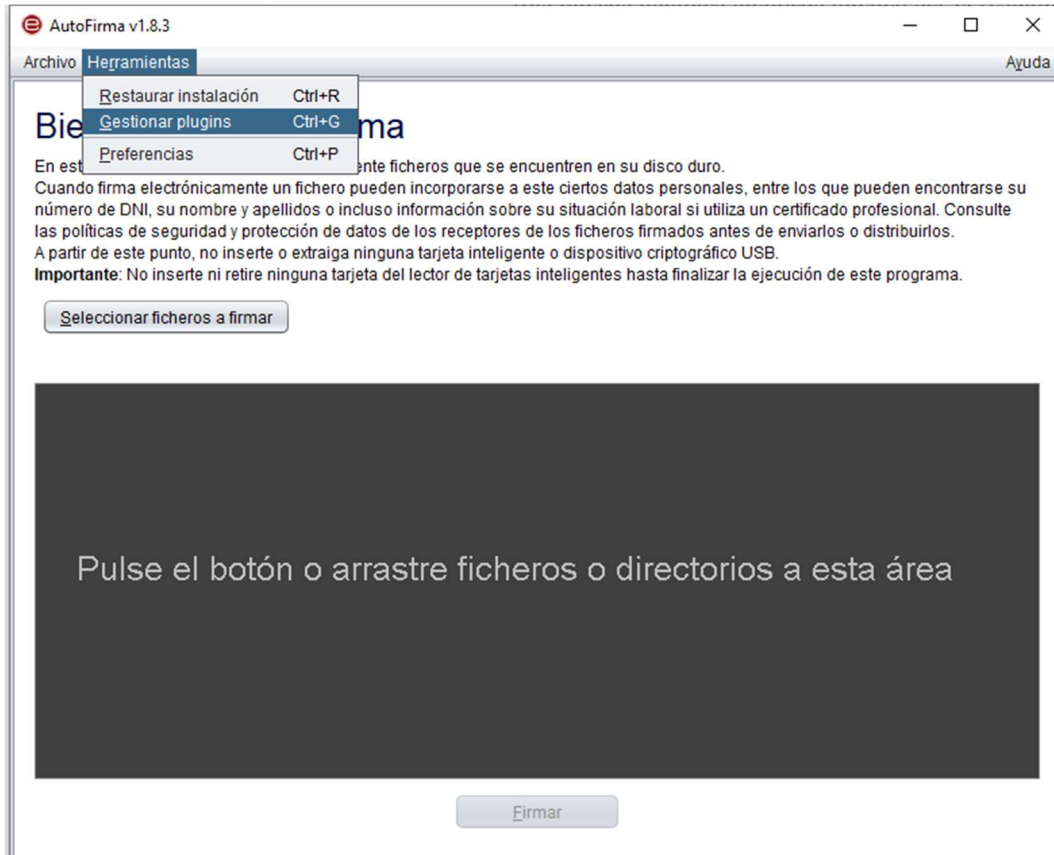 AutoFirma v1.8.3
Archivo Herramientas Ayuda
Restaurar instalación Ctrl+R
Gestionar plugins Ctrl+G
Preferencias Ctrl+P
Bie ma
En est ente ficheros que se encuentren en su disco duro.
Cuando firma electrónicamente un fichero pueden incorporarse a este ciertos datos personales, entre los que pueden encontrarse su
número de DNI, su nombre y apellidos o incluso información sobre su situación laboral si utiliza un certificado profesional. Consulte
las políticas de seguridad y protección de datos de los receptores de los ficheros firmados antes de enviarlos o distribuirlos.
A partir de este punto, no inserte o extraiga ninguna tarjeta inteligente o dispositivo criptográfico USB.
Importante: No inserte ni retire ninguna tarjeta del lector de tarjetas inteligentes hasta finalizar la ejecución de este programa.
Seleccionar ficheros a firmar
Pulse el botón o arrastre ficheros o directorios a esta área
Firmar